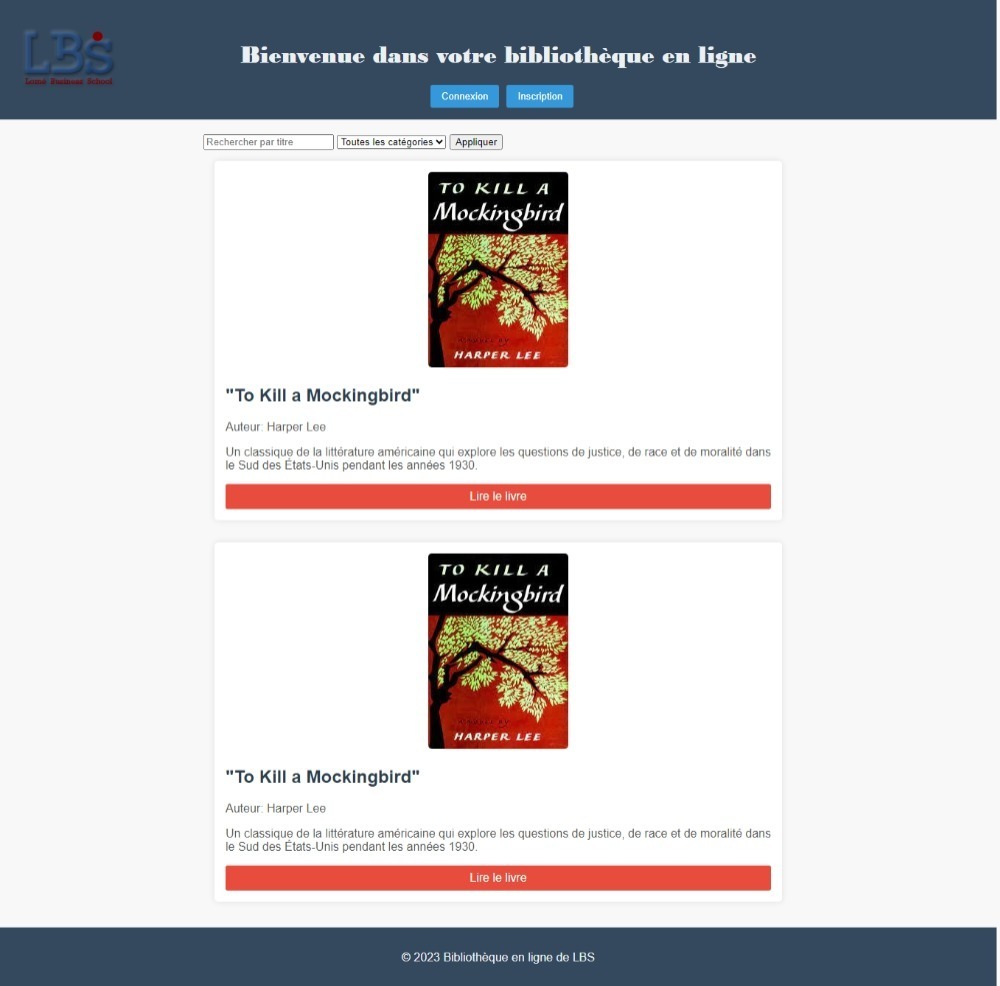 LBS
Lomé Business School
Bienvenue dans votre bibliothèque en ligne
Connexion Inscription
Rechercher par titre Toutes les catégories Appliquer
TO KILL A
Mockingbird
HARPER LEE
"To Kill a Mockingbird"
Auteur: Harper Lee
Un classique de la littérature américaine qui explore les questions de justice, de race et de moralité dans
le Sud des États-Unis pendant les années 1930.
Lire le livre
TO KILL A
Mockingbird
HARPER LEE
"To Kill a Mockingbird"
Auteur: Harper Lee
Un classique de la littérature américaine qui explore les questions de justice, de race et de moralité dans
le Sud des États-Unis pendant les années 1930.
Lire le livre
© 2023 Bibliothèque en ligne de LBS